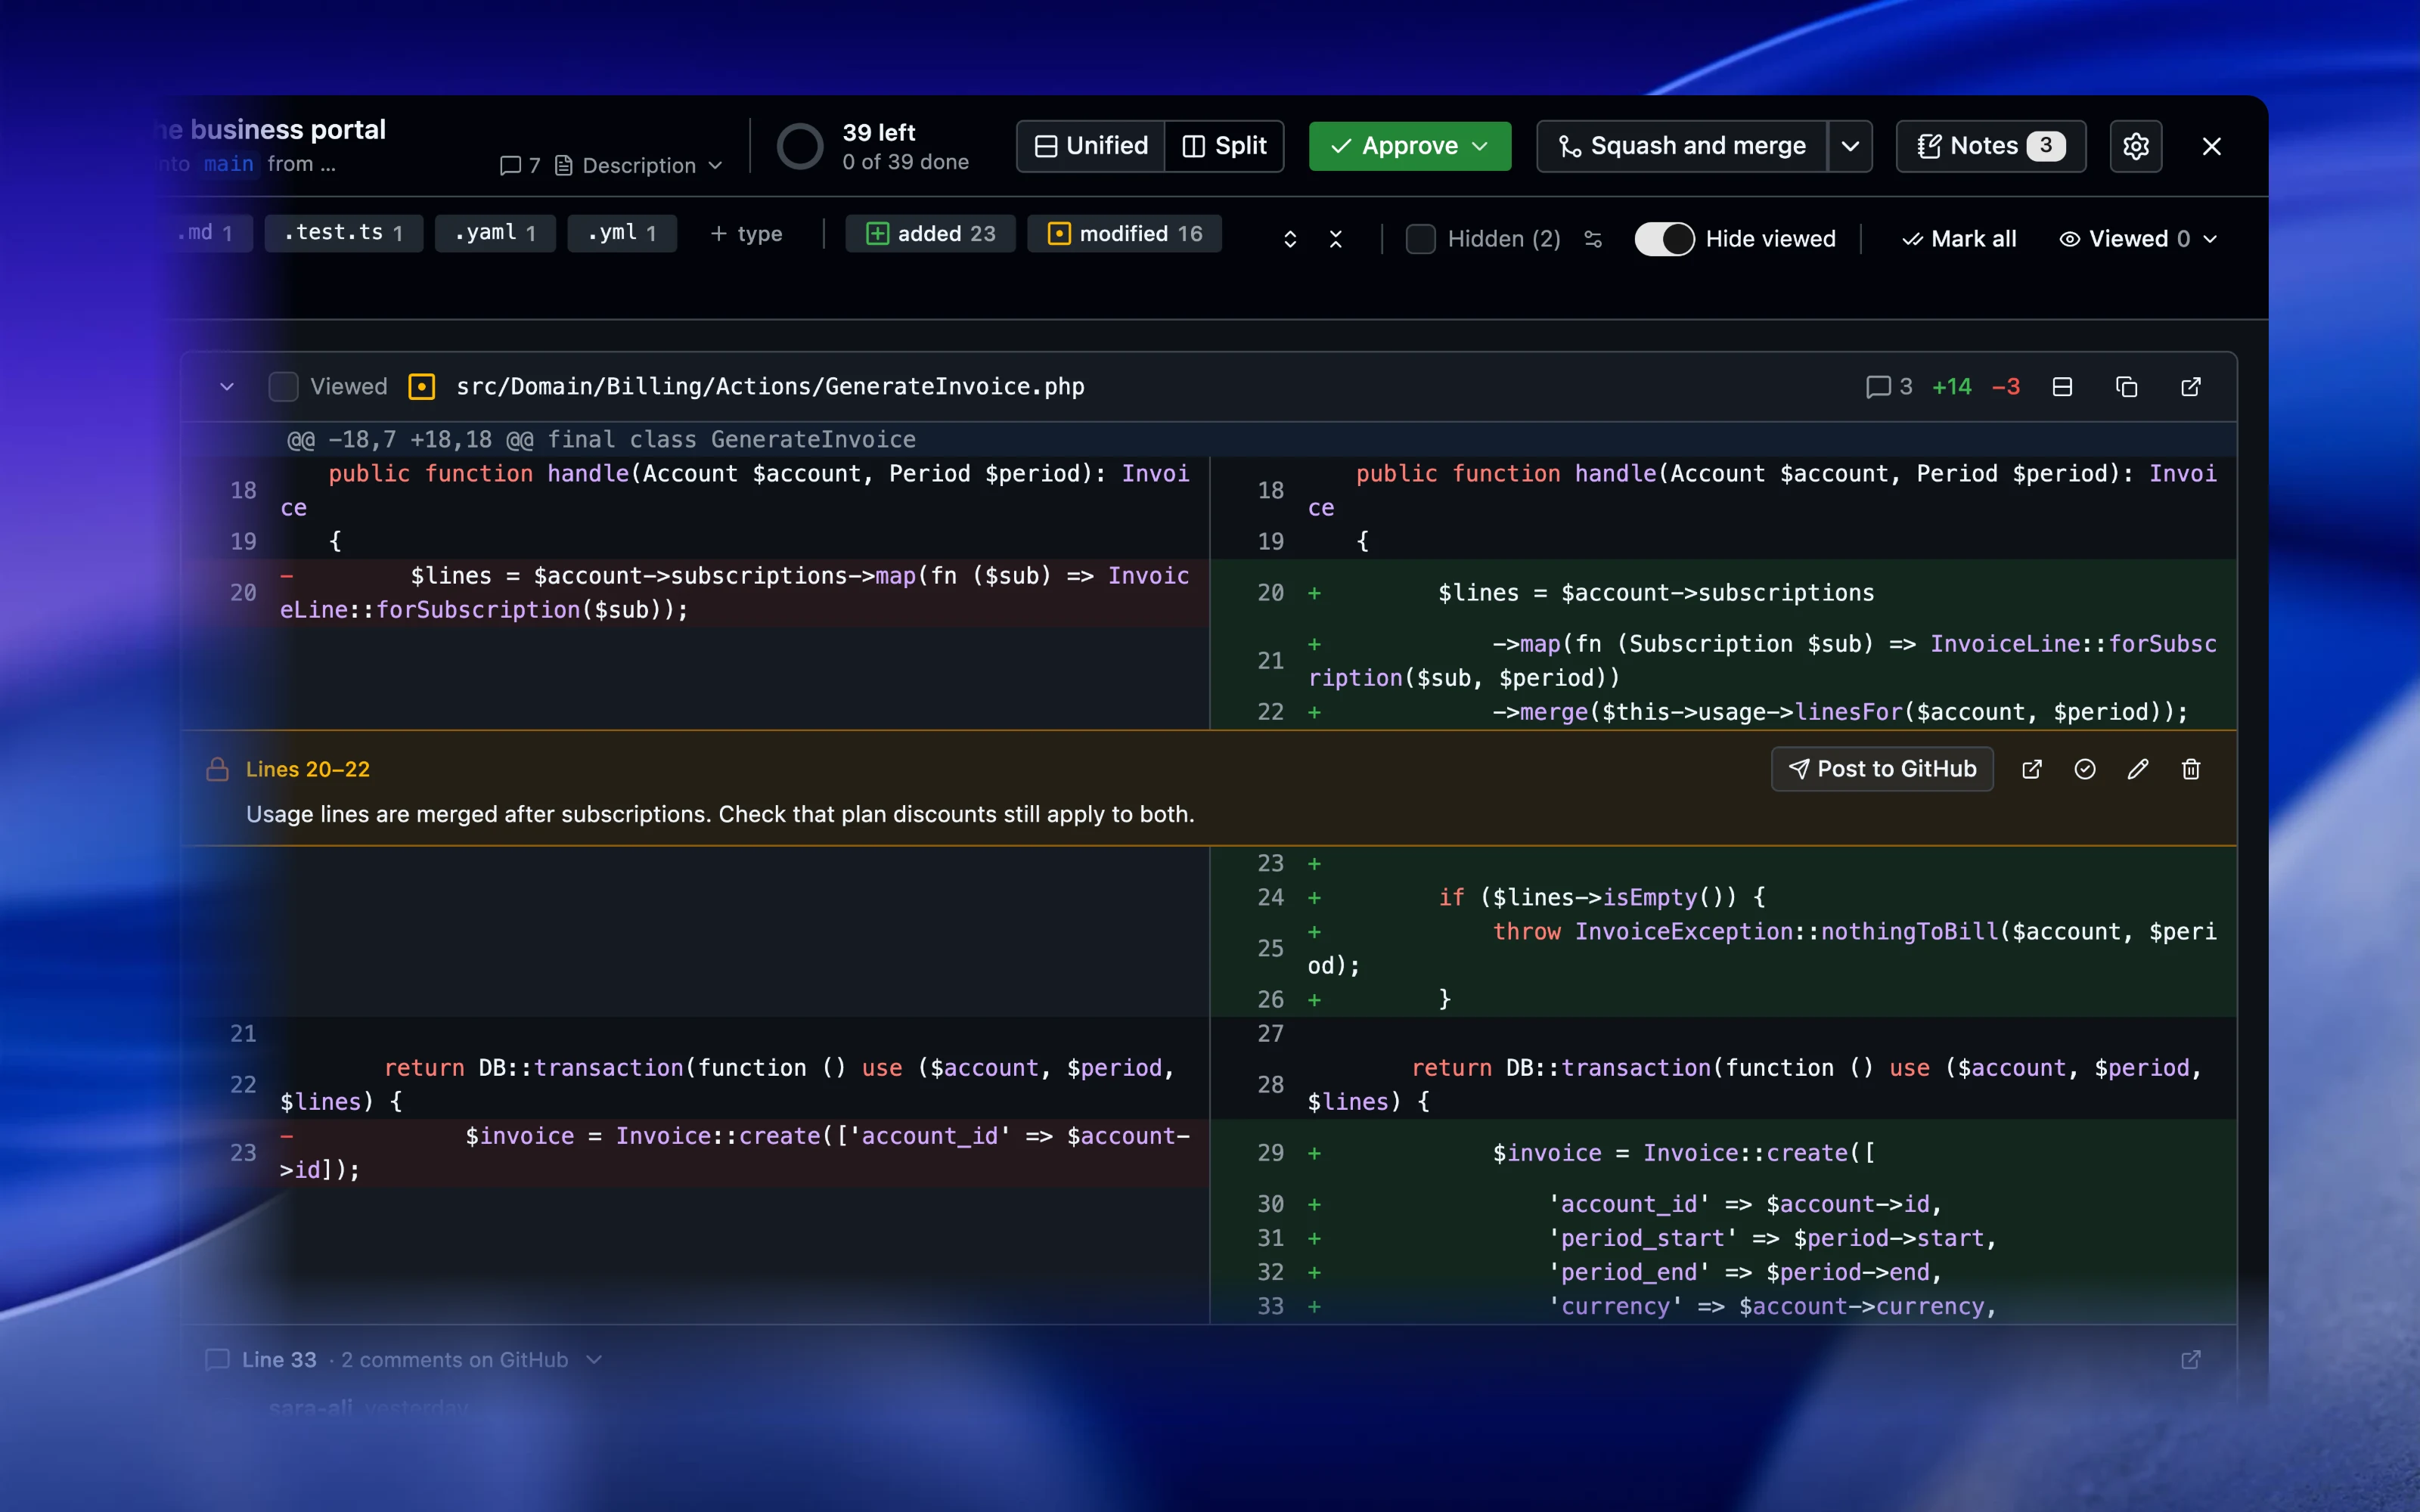 he business portal
into main from ...
7 Description
39 left
0 of 39 done
Unified Split
Approve
Squash and merge
Notes 3
.md 1 .test.ts 1 .yaml 1 .yml 1 + type added 23 modified 16
Hidden (2) Hide viewed Mark all Viewed 0
Viewed src/Domain/Billing/Actions/GenerateInvoice.php 3 +14 −3
@@ −18,7 +18,18 @@ final class GenerateInvoice
18 public function handle(Account $account, Period $period): Invoi
ce
19 {
20 − $lines = $account->subscriptions->map(fn ($sub) => Invoic
eLine::forSubscription($sub));
18 public function handle(Account $account, Period $period): Invoi
ce
19 {
20 + $lines = $account->subscriptions
21 + ->map(fn (Subscription $sub) => InvoiceLine::forSubsc
ription($sub, $period))
22 + ->merge($this->usage->linesFor($account, $period));
Lines 20–22 Post to GitHub
Usage lines are merged after subscriptions. Check that plan discounts still apply to both.
21
22 return DB::transaction(function () use ($account, $period,
$lines) {
23 − $invoice = Invoice::create(['account_id' => $account-
>id]);
23 +
24 + if ($lines->isEmpty()) {
25 + throw InvoiceException::nothingToBill($account, $peri
od);
26 + }
27
28 return DB::transaction(function () use ($account, $period,
$lines) {
29 + $invoice = Invoice::create([
30 + 'account_id' => $account->id,
31 + 'period_start' => $period->start,
32 + 'period_end' => $period->end,
33 + 'currency' => $account->currency,
Line 33 · 2 comments on GitHub
sara-ali yesterday